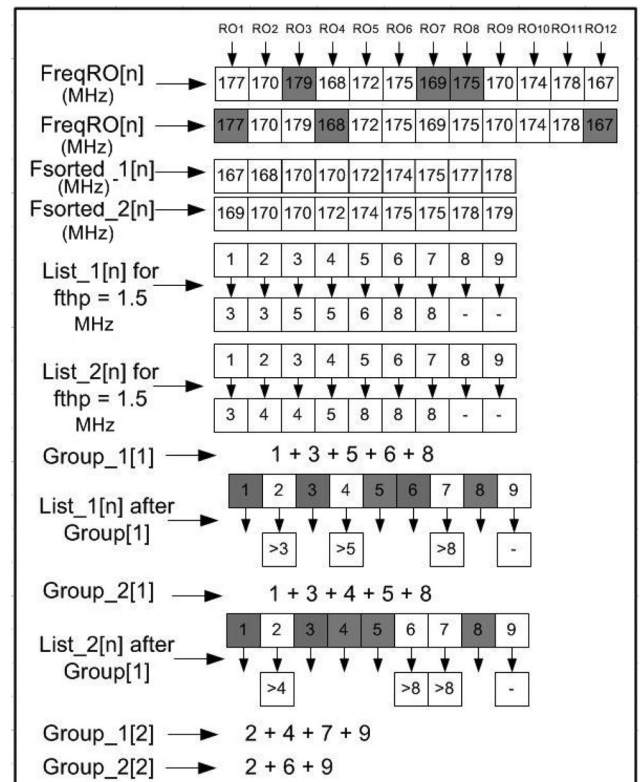 RO1 RO2 RO3 RO4 RO5 RO6 RO7 RO8 RO9 RO10 RO11 RO12
FreqRO[n] 177 170 179 168 172 175 169 175 170 174 178 167
(MHz)
FreqRO[n] 177 170 179 168 172 175 169 175 170 174 178 167
(MHz)
Fsorted_1[n] 167 168 170 170 172 174 175 177 178
(MHz)
Fsorted_2[n] 169 170 170 172 174 175 175 178 179
(MHz)
1 2 3 4 5 6 7 8 9
List_1[n] for
fthp = 1.5
MHz
3 3 5 5 6 8 8 - -
1 2 3 4 5 6 7 8 9
List_2[n] for
fthp = 1.5
MHz
3 4 4 5 8 8 8 - -
Group_1[1] 1 + 3 + 5 + 6 + 8
1 2 3 4 5 6 7 8 9
List_1[n] after
Group[1]
>3 >5 >8 -
Group_2[1] 1 + 3 + 4 + 5 + 8
1 2 3 4 5 6 7 8 9
List_2[n] after
Group[1]
>4 >8 >8 -
Group_1[2] 2 + 4 + 7 + 9
Group_2[2] 2 + 6 + 9